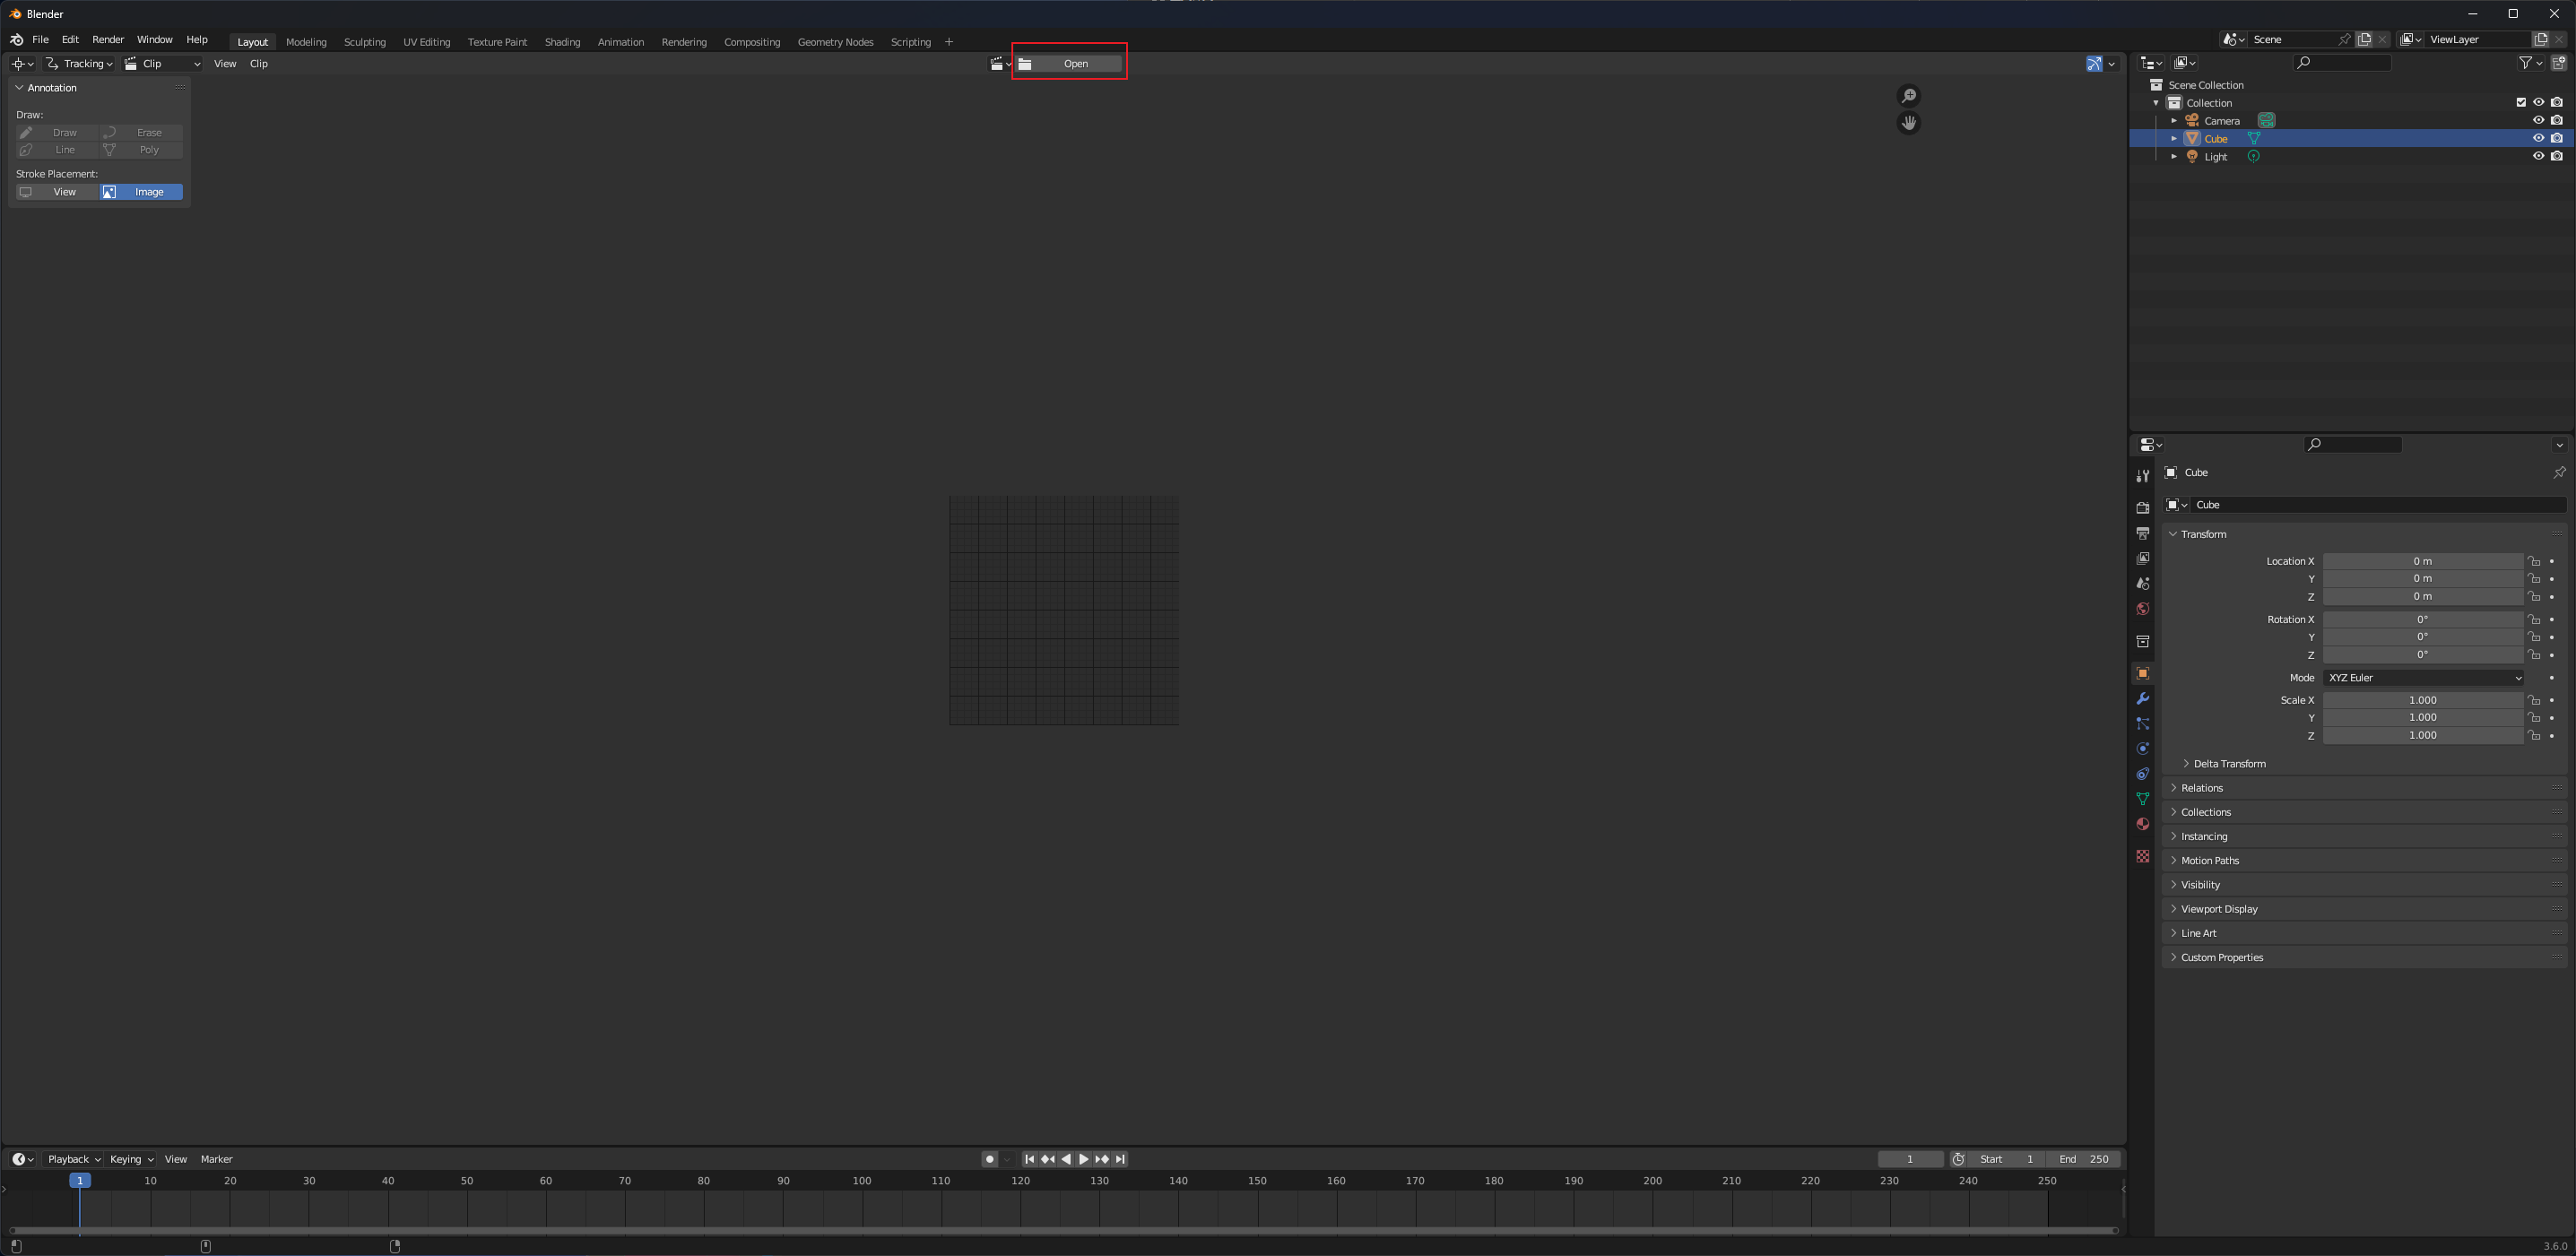 Blender
File Edit Render Window Help Layout Modeling Sculpting UV Editing Texture Paint Shading Animation Rendering Compositing Geometry Nodes Scripting + Scene ViewLayer
Tracking Clip View Clip Open
Annotation
Draw:
Draw Erase
Line Poly
Stroke Placement:
View Image
Scene Collection
Collection
Camera
Cube
Light
Cube
Cube
Transform
Location X 0 m
Y 0 m
Z 0 m
Rotation X 0°
Y 0°
Z 0°
Mode XYZ Euler
Scale X 1.000
Y 1.000
Z 1.000
Delta Transform
Relations
Collections
Instancing
Motion Paths
Visibility
Viewport Display
Line Art
Custom Properties
Playback Keying View Marker 1 Start 1 End 250
1 10 20 30 40 50 60 70 80 90 100 110 120 130 140 150 160 170 180 190 200 210 220 230 240 250
3.6.0